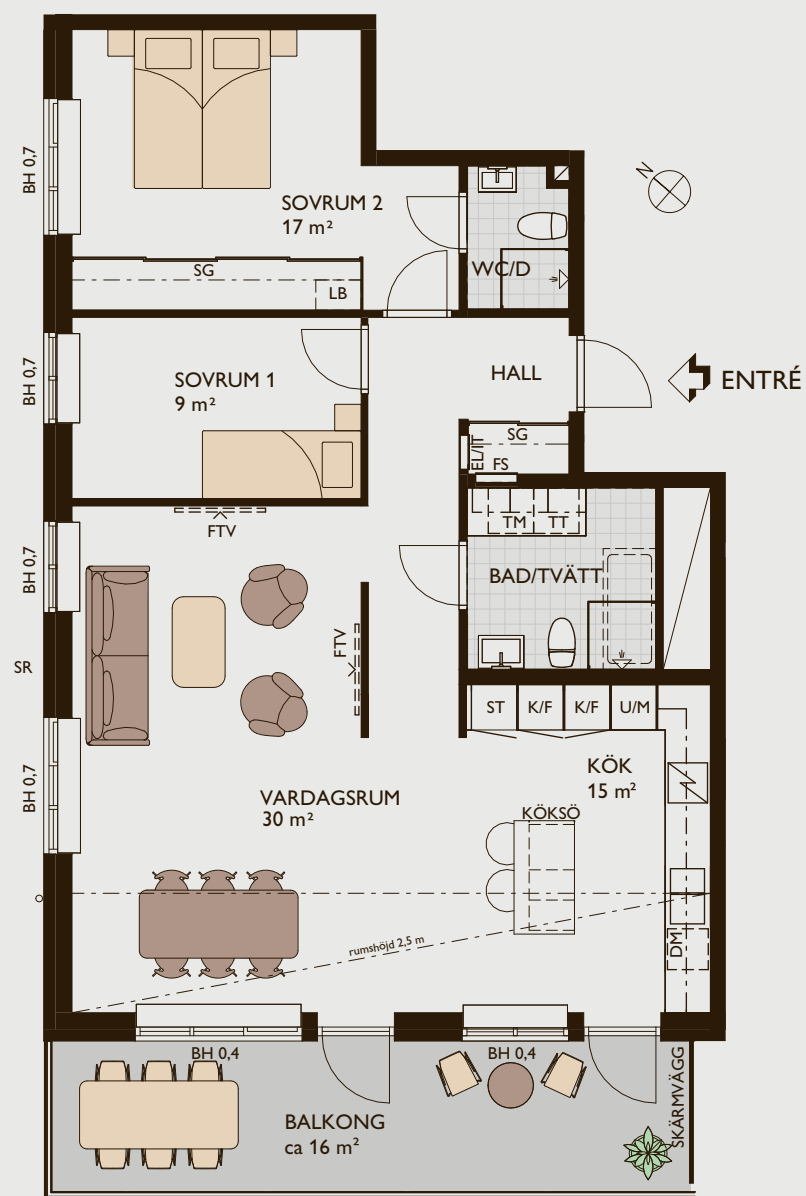 N
BH 0,7
SOVRUM 2
17 m²
WC/D
SG
LB
BH 0,7
SOVRUM 1
9 m²
HALL
ENTRÉ
SG
EL/IT
FS
FTV
TM
TT
BH 0,7
BAD/TVÄTT
FTV
SR
ST
K/F
K/F
U/M
BH 0,7
KÖK
15 m²
VARDAGSRUM
30 m²
KÖKSÖ
rumshöjd 2,5 m
DM
BH 0,4
BH 0,4
SKÄRMVÄGG
BALKONG
ca 16 m²